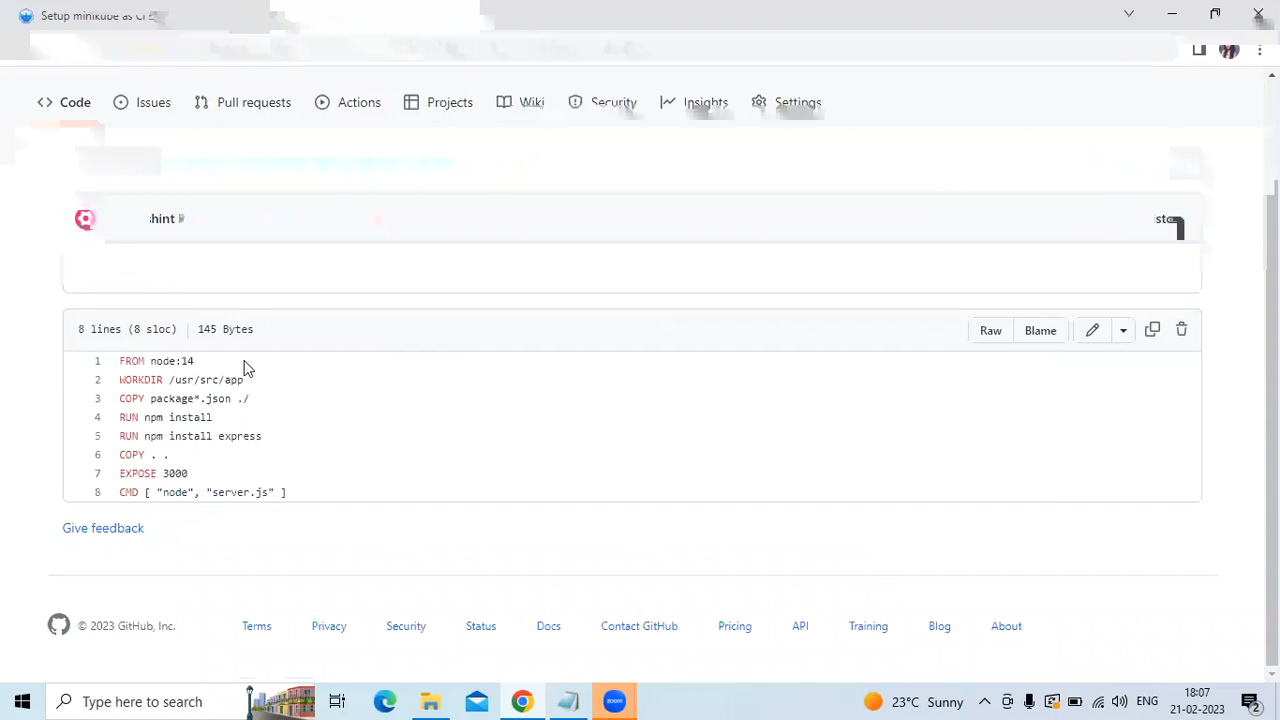 Setup minikube as CI
Code Issues Pull requests Actions Projects Wiki Security Insights Settings
8 lines (8 sloc) 145 Bytes Raw Blame
1 FROM node:14
2 WORKDIR /usr/src/app
3 COPY package*.json ./
4 RUN npm install
5 RUN npm install express
6 COPY . .
7 EXPOSE 3000
8 CMD [ "node", "server.js" ]
Give feedback
© 2023 GitHub, Inc. Terms Privacy Security Status Docs Contact GitHub Pricing API Training Blog About
Type here to search zoom 23°C Sunny ENG 18:07
21-02-2023 2